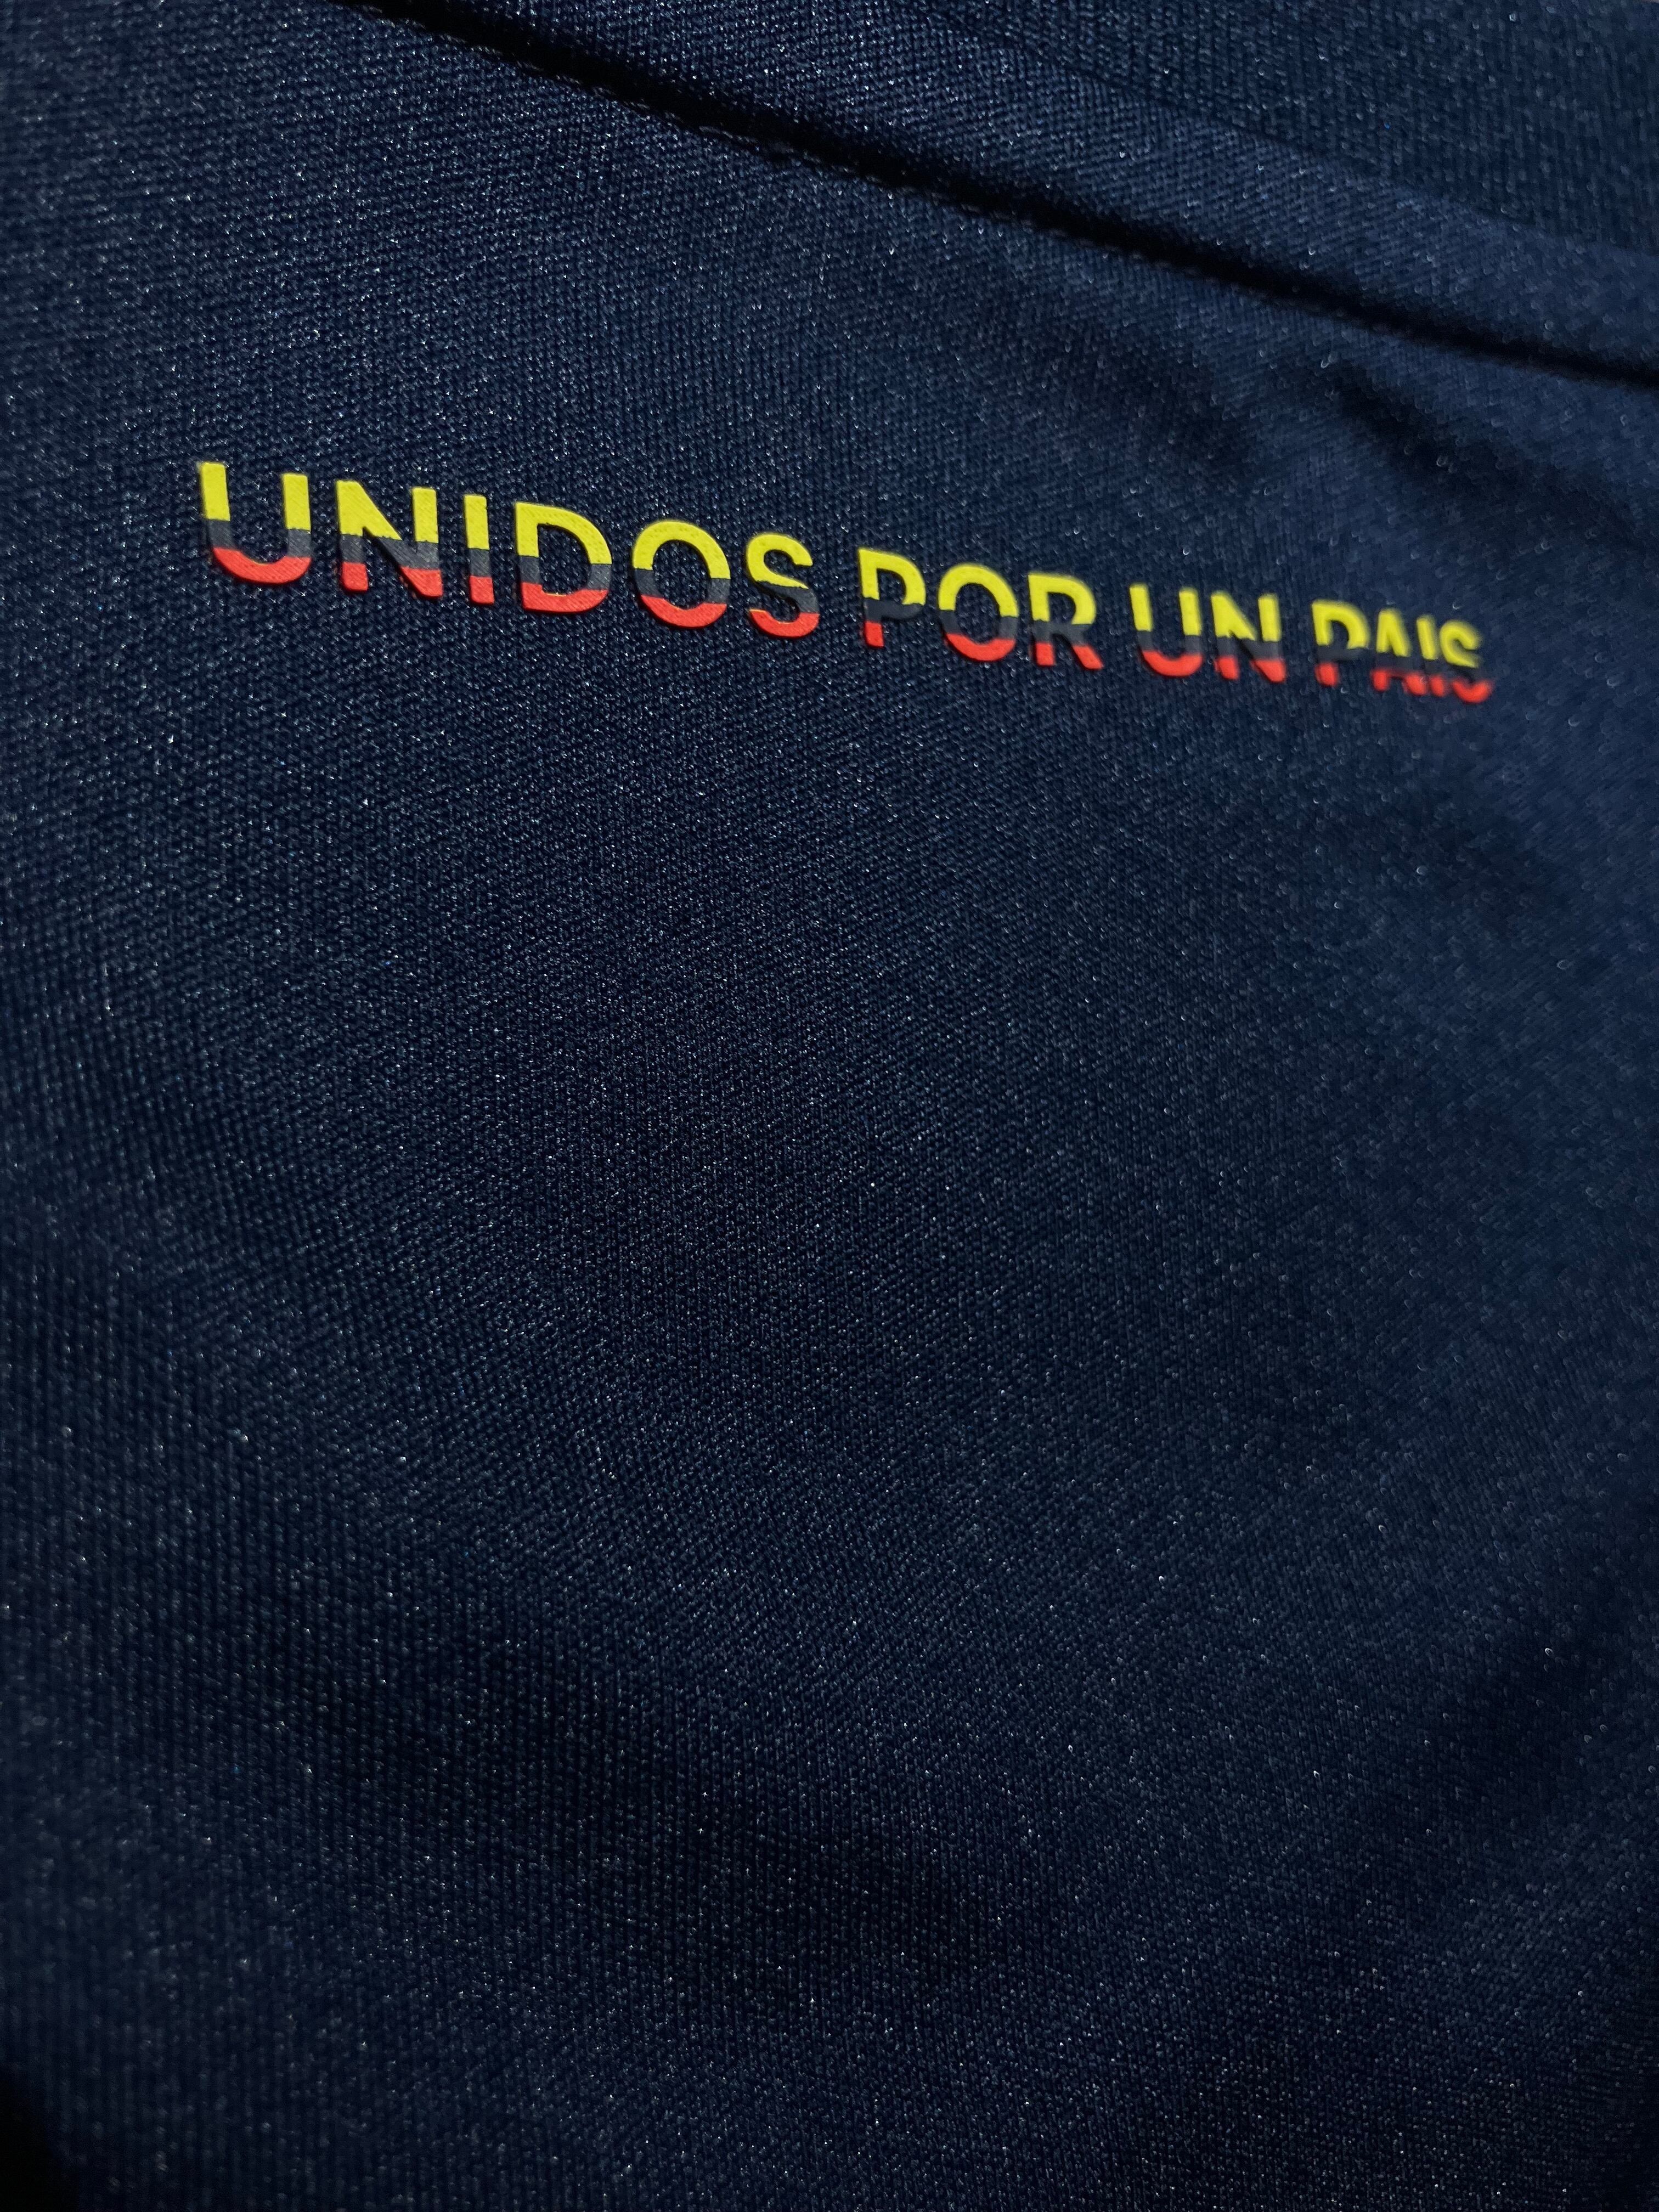 UNIDOS POR UN PAIS